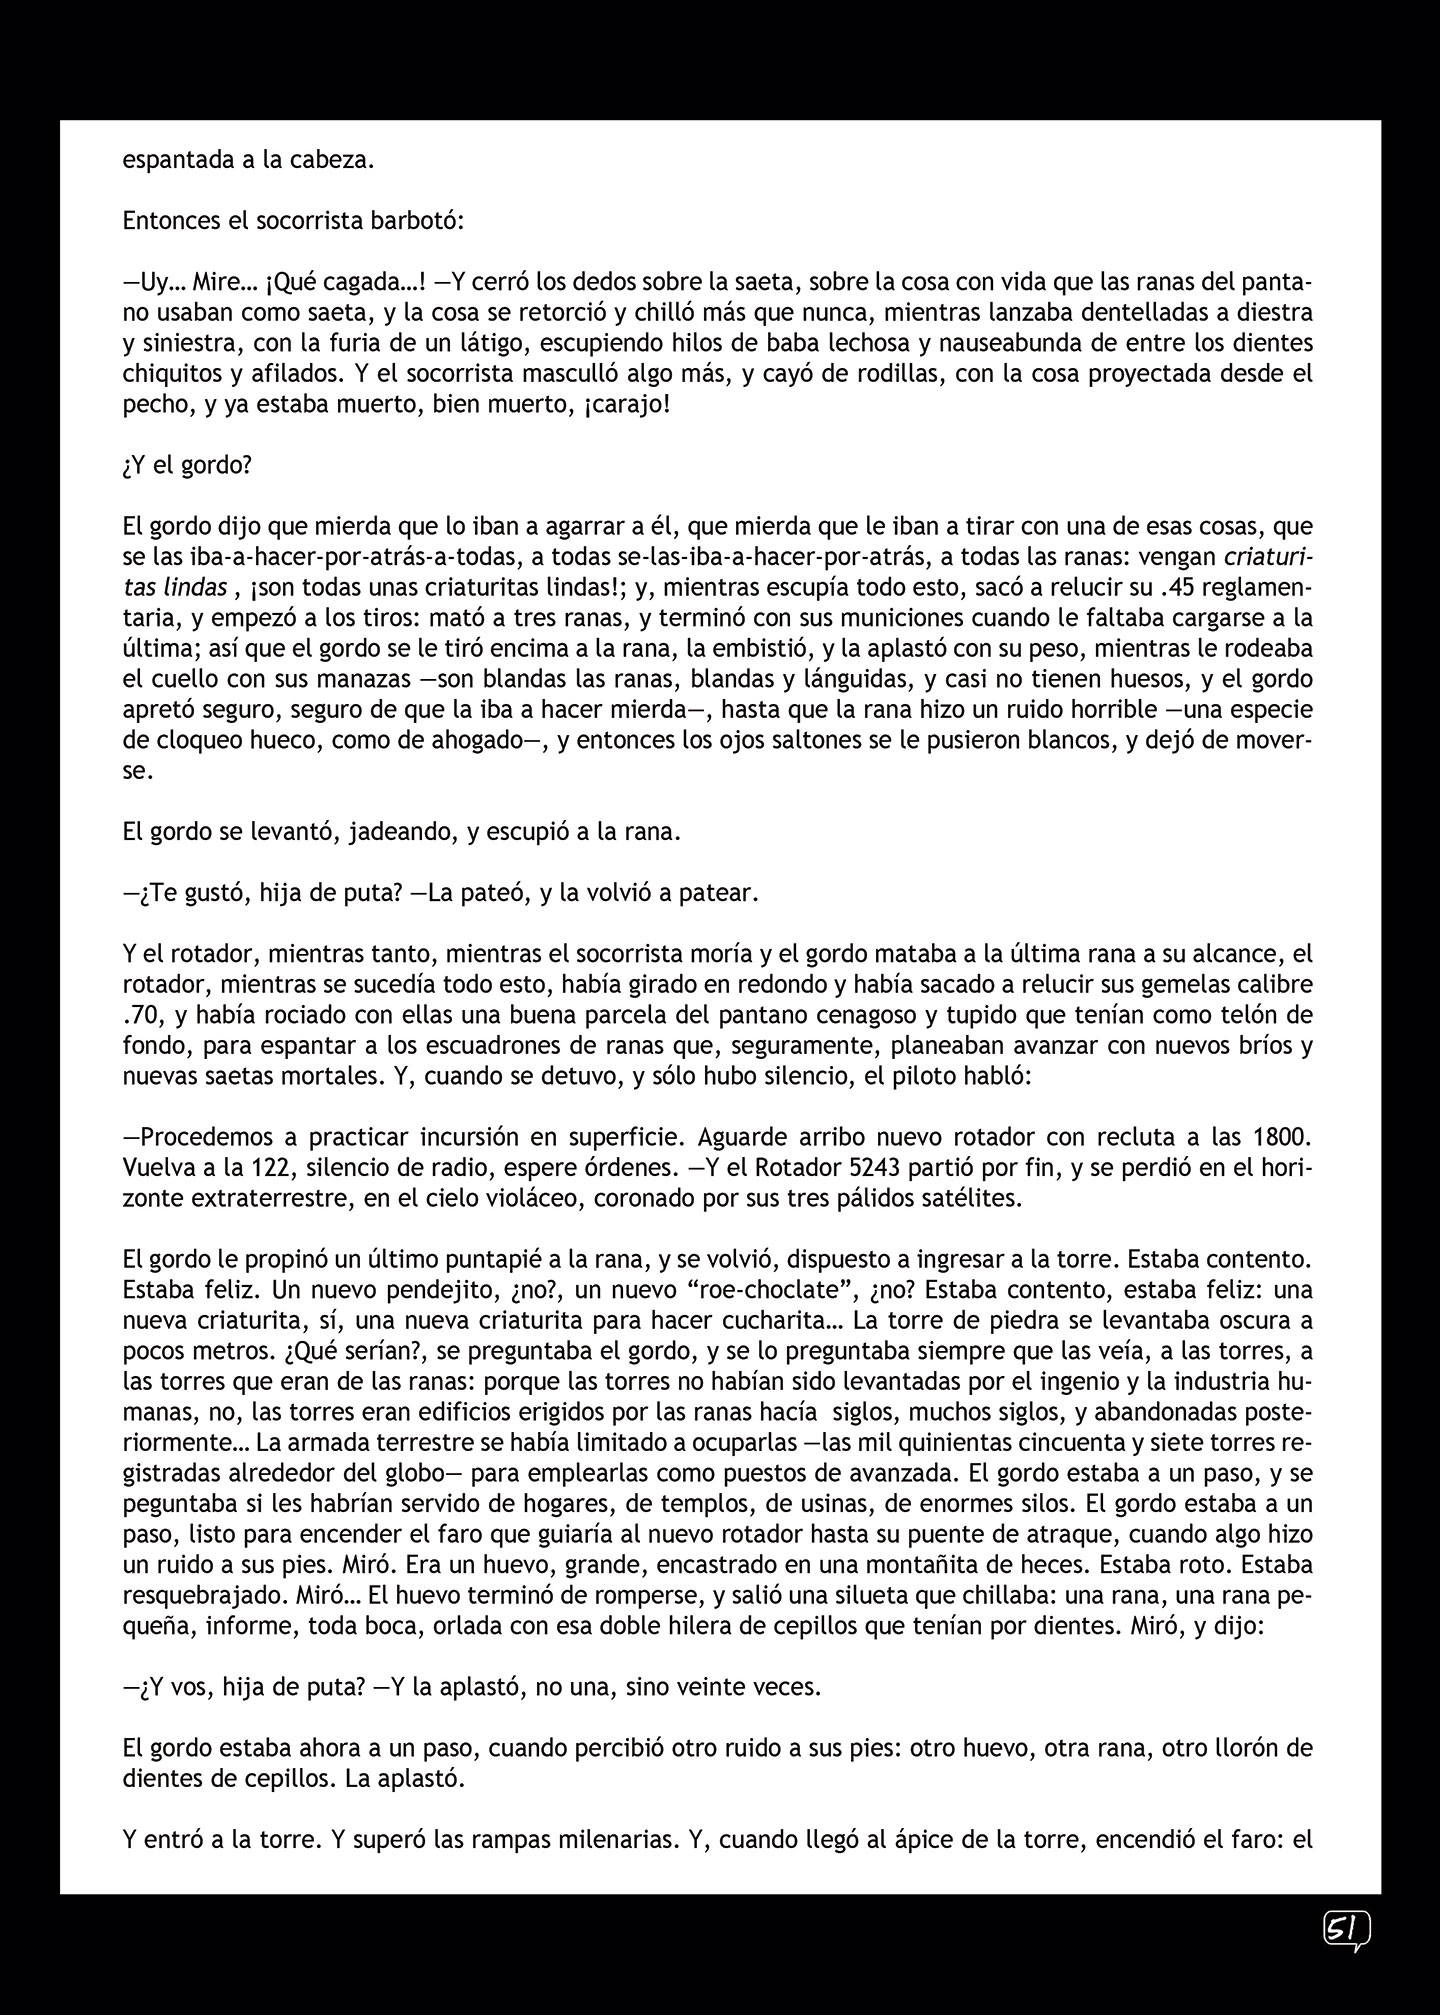 espantada a la cabeza.
Entonces el socorrista barbotó:
—Uy… Mire… ¡Qué cagada…! —Y cerró los dedos sobre la saeta, sobre la cosa con vida que las ranas del panta-
no usaban como saeta, y la cosa se retorció y chilló más que nunca, mientras lanzaba dentelladas a diestra
y siniestra, con la furia de un látigo, escupiendo hilos de baba lechosa y nauseabunda de entre los dientes
chiquitos y afilados. Y el socorrista masculló algo más, y cayó de rodillas, con la cosa proyectada desde el
pecho, y ya estaba muerto, bien muerto, ¡carajo!
¿Y el gordo?
El gordo dijo que mierda que lo iban a agarrar a él, que mierda que le iban a tirar con una de esas cosas, que
se las iba-a-hacer-por-atrás-a-todas, a todas se-las-iba-a-hacer-por-atrás, a todas las ranas: vengan criaturi-
tas lindas , ¡son todas unas criaturitas lindas!; y, mientras escupía todo esto, sacó a relucir su .45 reglamen-
taria, y empezó a los tiros: mató a tres ranas, y terminó con sus municiones cuando le faltaba cargarse a la
última; así que el gordo se le tiró encima a la rana, la embistió, y la aplastó con su peso, mientras le rodeaba
el cuello con sus manazas —son blandas las ranas, blandas y lánguidas, y casi no tienen huesos, y el gordo
apretó seguro, seguro de que la iba a hacer mierda—, hasta que la rana hizo un ruido horrible —una especie
de cloqueo hueco, como de ahogado—, y entonces los ojos saltones se le pusieron blancos, y dejó de mover-
se.
El gordo se levantó, jadeando, y escupió a la rana.
—¿Te gustó, hija de puta? —La pateó, y la volvió a patear.
Y el rotador, mientras tanto, mientras el socorrista moría y el gordo mataba a la última rana a su alcance, el
rotador, mientras se sucedía todo esto, había girado en redondo y había sacado a relucir sus gemelas calibre
.70, y había rociado con ellas una buena parcela del pantano cenagoso y tupido que tenían como telón de
fondo, para espantar a los escuadrones de ranas que, seguramente, planeaban avanzar con nuevos bríos y
nuevas saetas mortales. Y, cuando se detuvo, y sólo hubo silencio, el piloto habló:
—Procedemos a practicar incursión en superficie. Aguarde arribo nuevo rotador con recluta a las 1800.
Vuelva a la 122, silencio de radio, espere órdenes. —Y el Rotador 5243 partió por fin, y se perdió en el hori-
zonte extraterrestre, en el cielo violáceo, coronado por sus tres pálidos satélites.
El gordo le propinó un último puntapié a la rana, y se volvió, dispuesto a ingresar a la torre. Estaba contento.
Estaba feliz. Un nuevo pendejito, ¿no?, un nuevo “roe-choclate”, ¿no? Estaba contento, estaba feliz: una
nueva criaturita, sí, una nueva criaturita para hacer cucharita… La torre de piedra se levantaba oscura a
pocos metros. ¿Qué serían?, se preguntaba el gordo, y se lo preguntaba siempre que las veía, a las torres, a
las torres que eran de las ranas: porque las torres no habían sido levantadas por el ingenio y la industria hu-
manas, no, las torres eran edificios erigidos por las ranas hacía  siglos, muchos siglos, y abandonadas poste-
riormente… La armada terrestre se había limitado a ocuparlas —las mil quinientas cincuenta y siete torres re-
gistradas alrededor del globo— para emplearlas como puestos de avanzada. El gordo estaba a un paso, y se
peguntaba si les habrían servido de hogares, de templos, de usinas, de enormes silos. El gordo estaba a un
paso, listo para encender el faro que guiaría al nuevo rotador hasta su puente de atraque, cuando algo hizo
un ruido a sus pies. Miró. Era un huevo, grande, encastrado en una montañita de heces. Estaba roto. Estaba
resquebrajado. Miró… El huevo terminó de romperse, y salió una silueta que chillaba: una rana, una rana pe-
queña, informe, toda boca, orlada con esa doble hilera de cepillos que tenían por dientes. Miró, y dijo:
—¿Y vos, hija de puta? —Y la aplastó, no una, sino veinte veces.
El gordo estaba ahora a un paso, cuando percibió otro ruido a sus pies: otro huevo, otra rana, otro llorón de
dientes de cepillos. La aplastó.
Y entró a la torre. Y superó las rampas milenarias. Y, cuando llegó al ápice de la torre, encendió el faro: el
51